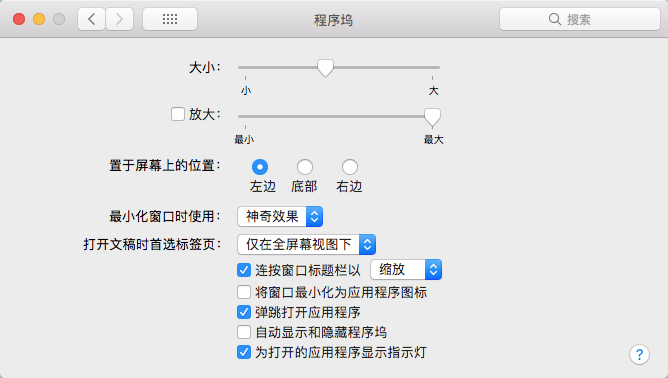 程序坞
搜索
大小：
小 大
放大：
最小 最大
置于屏幕上的位置：
左边 底部 右边
最小化窗口时使用： 神奇效果
打开文稿时首选标签页： 仅在全屏幕视图下
连按窗口标题栏以 缩放
将窗口最小化为应用程序图标
弹跳打开应用程序
自动显示和隐藏程序坞
为打开的应用程序显示指示灯
?